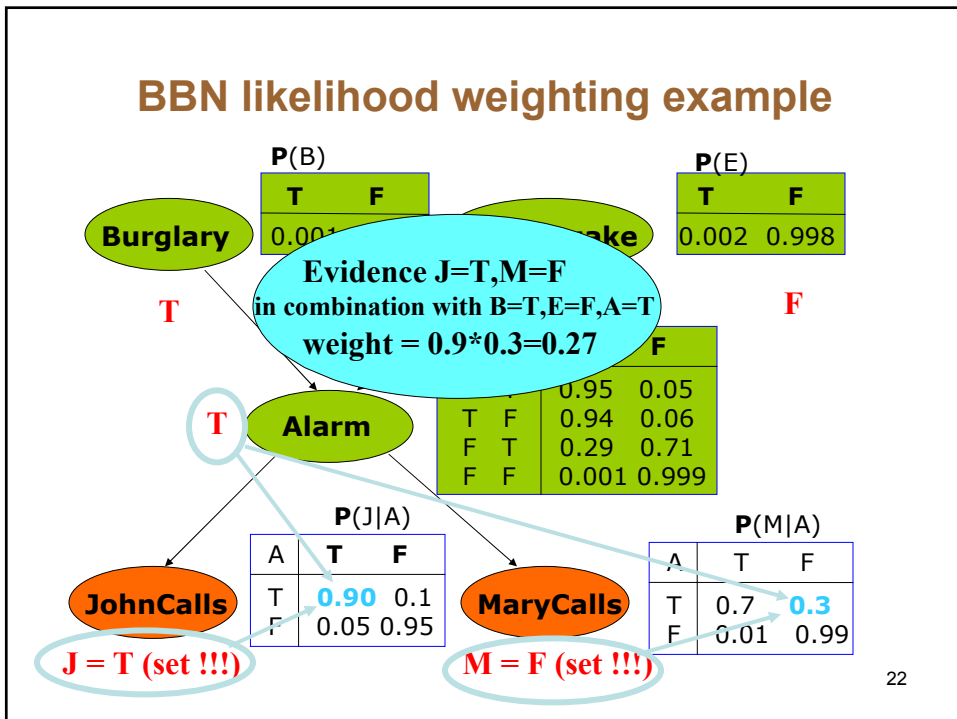 BBN likelihood weighting example
P(B)
T F
0.001
Burglary
P(E)
T F
0.002 0.998
Evidence J=T,M=F
in combination with B=T,E=F,A=T
weight = 0.9*0.3=0.27
T
F
F
0.95 0.05
T F 0.94 0.06
F T 0.29 0.71
F F 0.001 0.999
T
Alarm
P(J|A)
A T F
T 0.90 0.1
F 0.05 0.95
P(M|A)
A T F
T 0.7 0.3
F 0.01 0.99
JohnCalls
MaryCalls
J = T (set !!!)
M = F (set !!!)
22